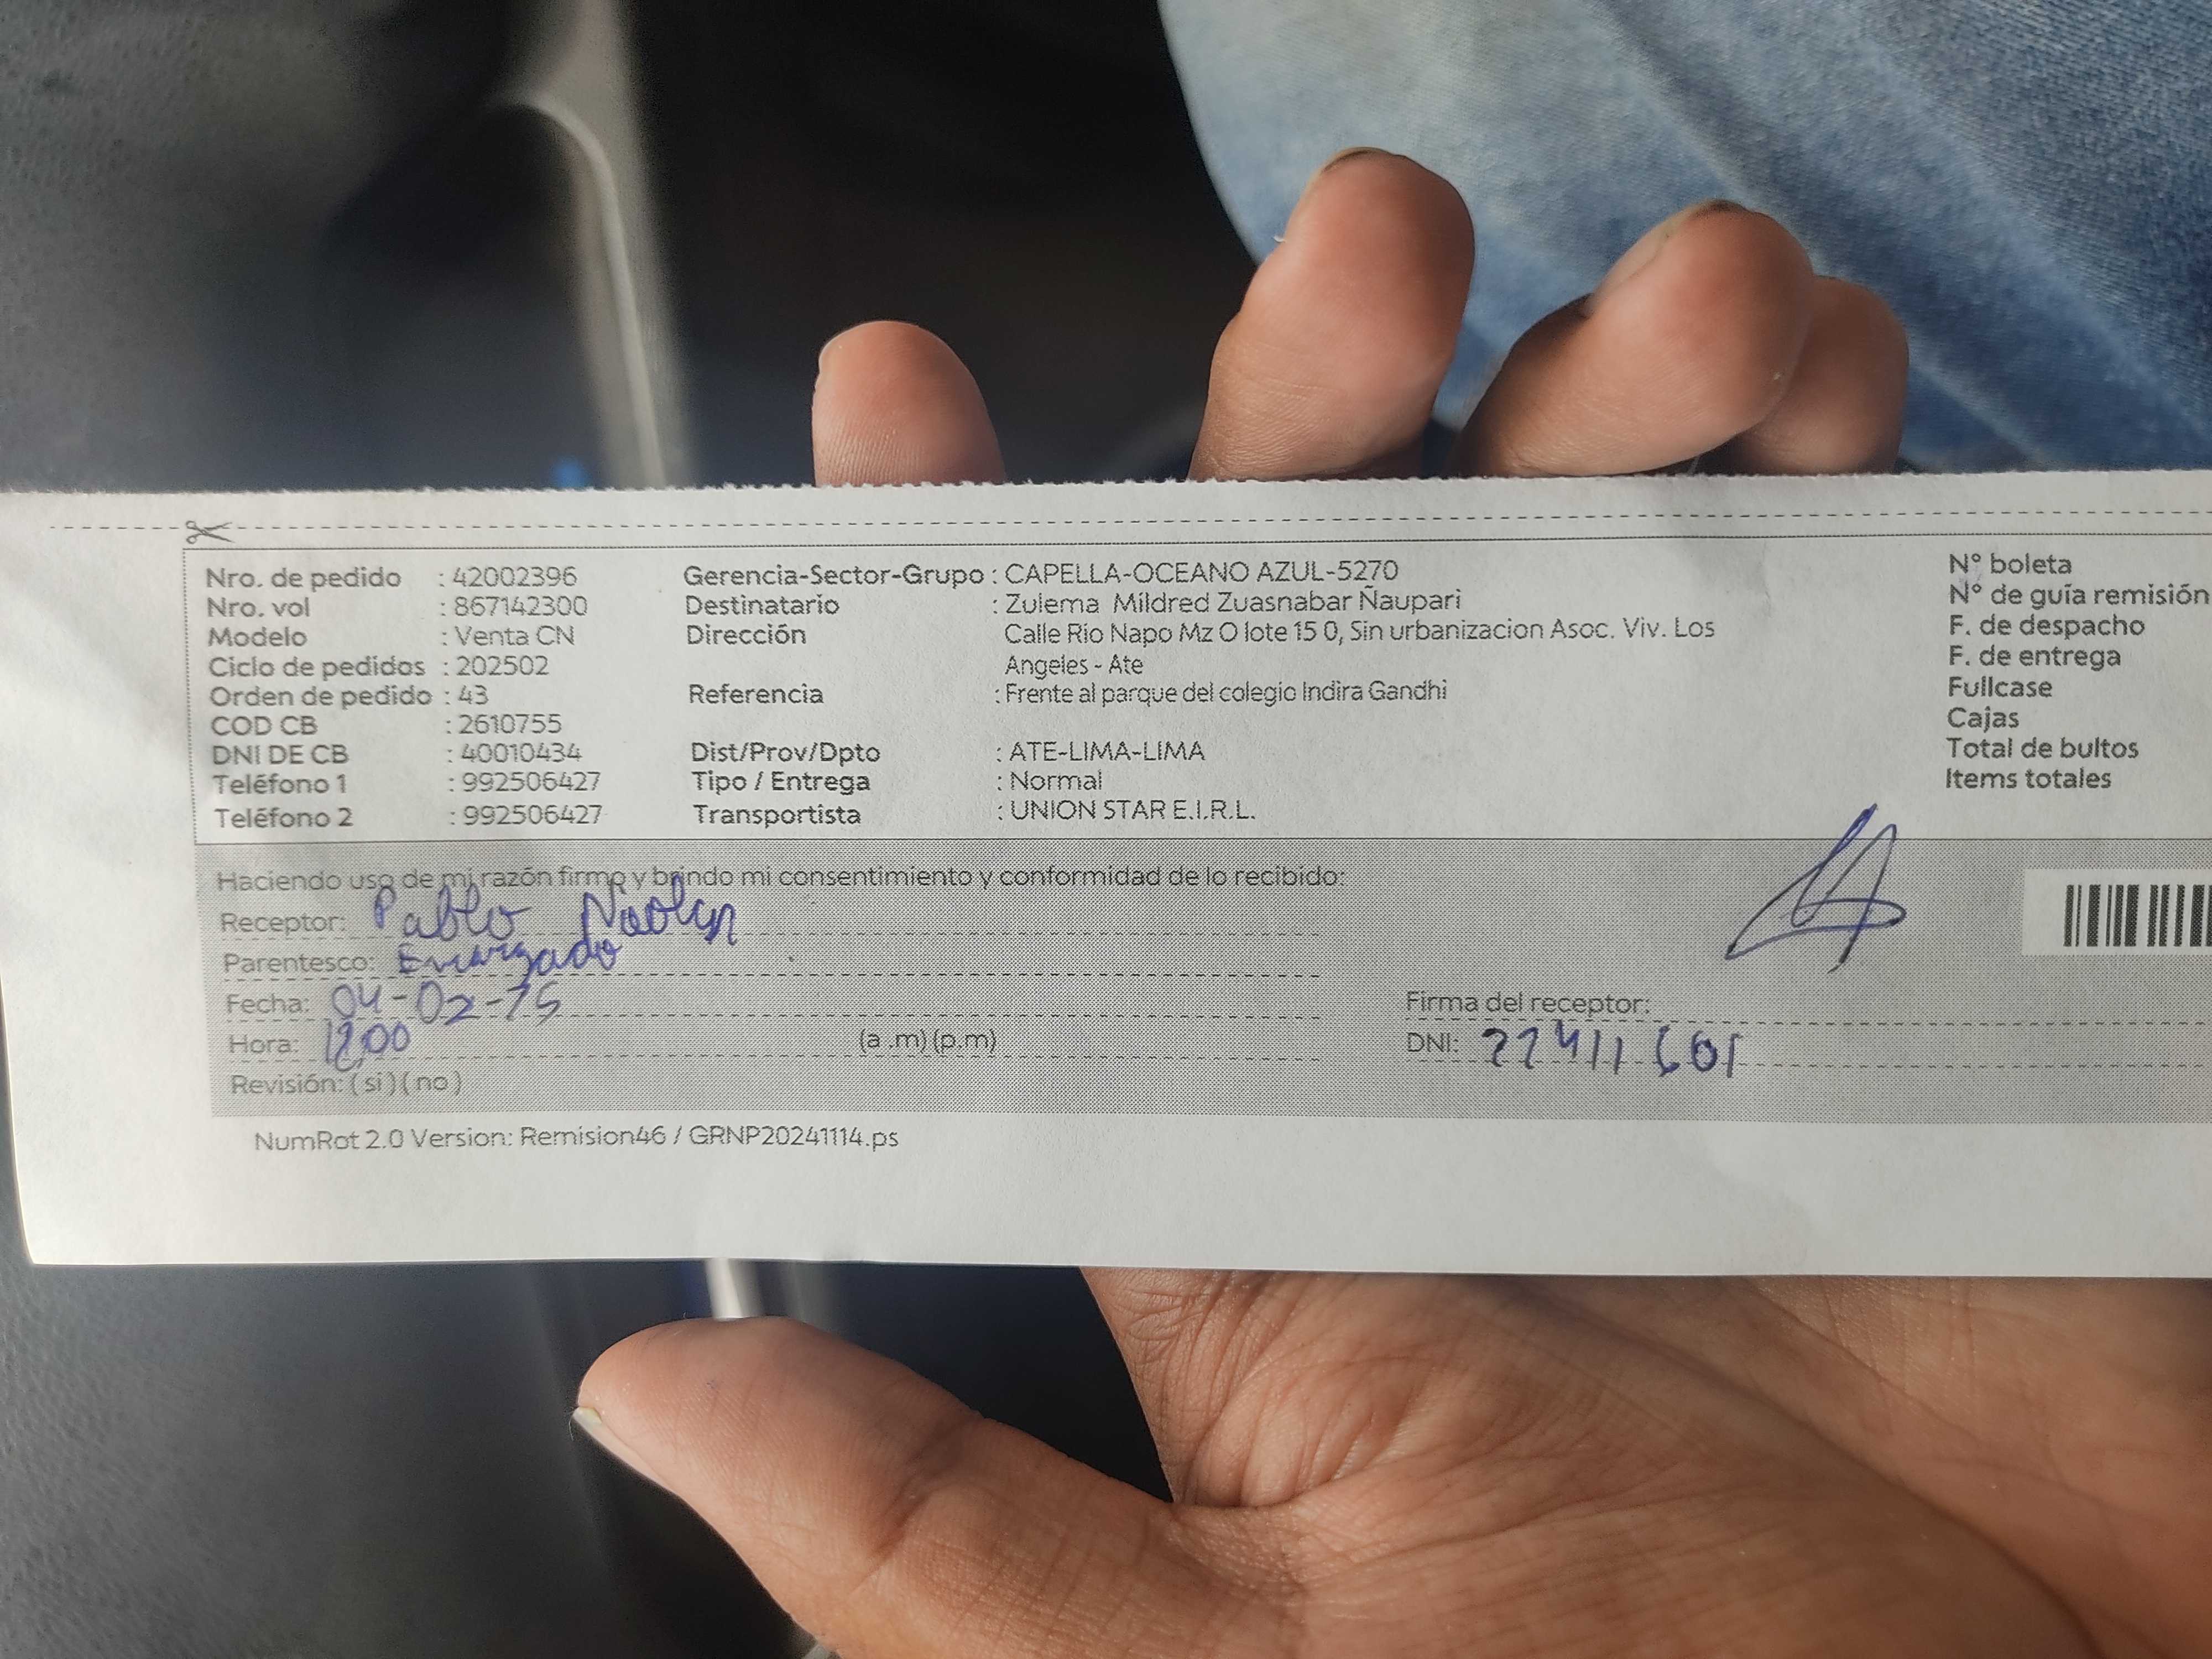 Nro. de pedido : 42002396
Nro. vol : 867142300
Modelo : Venta CN
Ciclo de pedidos : 202502
Orden de pedido : 43
COD CB : 2610755
DNI DE CB : 40010434
Teléfono 1 : 992506427
Teléfono 2 : 992506427
Gerencia-Sector-Grupo : CAPELLA-OCEANO AZUL-5270
Destinatario : Zulema Mildred Zuasnabar Ñaupari
Dirección Calle Rio Napo Mz O lote 15 0, Sin urbanizacion Asoc. Viv. Los
Angeles - Ate
Referencia : Frente al parque del colegio Indira Gandhi
Dist/Prov/Dpto : ATE-LIMA-LIMA
Tipo / Entrega : Normal
Transportista : UNION STAR E.I.R.L.
N° boleta
N° de guía remisión
F. de despacho
F. de entrega
Fullcase
Cajas
Total de bultos
Items totales
Haciendo uso de mi razón firmo y brindo mi consentimiento y conformidad de lo recibido:
Receptor: Pablo
Parentesco: Encargado
Fecha: 04-02-
Hora: (a .m) (p.m)
Revisión: ( si ) ( no )
Firma del receptor:
DNI:
NumRot 2.0 Version: Remision46 / GRNP20241114.ps